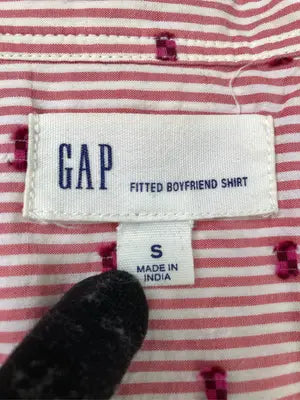 GAP FITTED BOYFRIEND SHIRT
S
MADE IN
INDIA